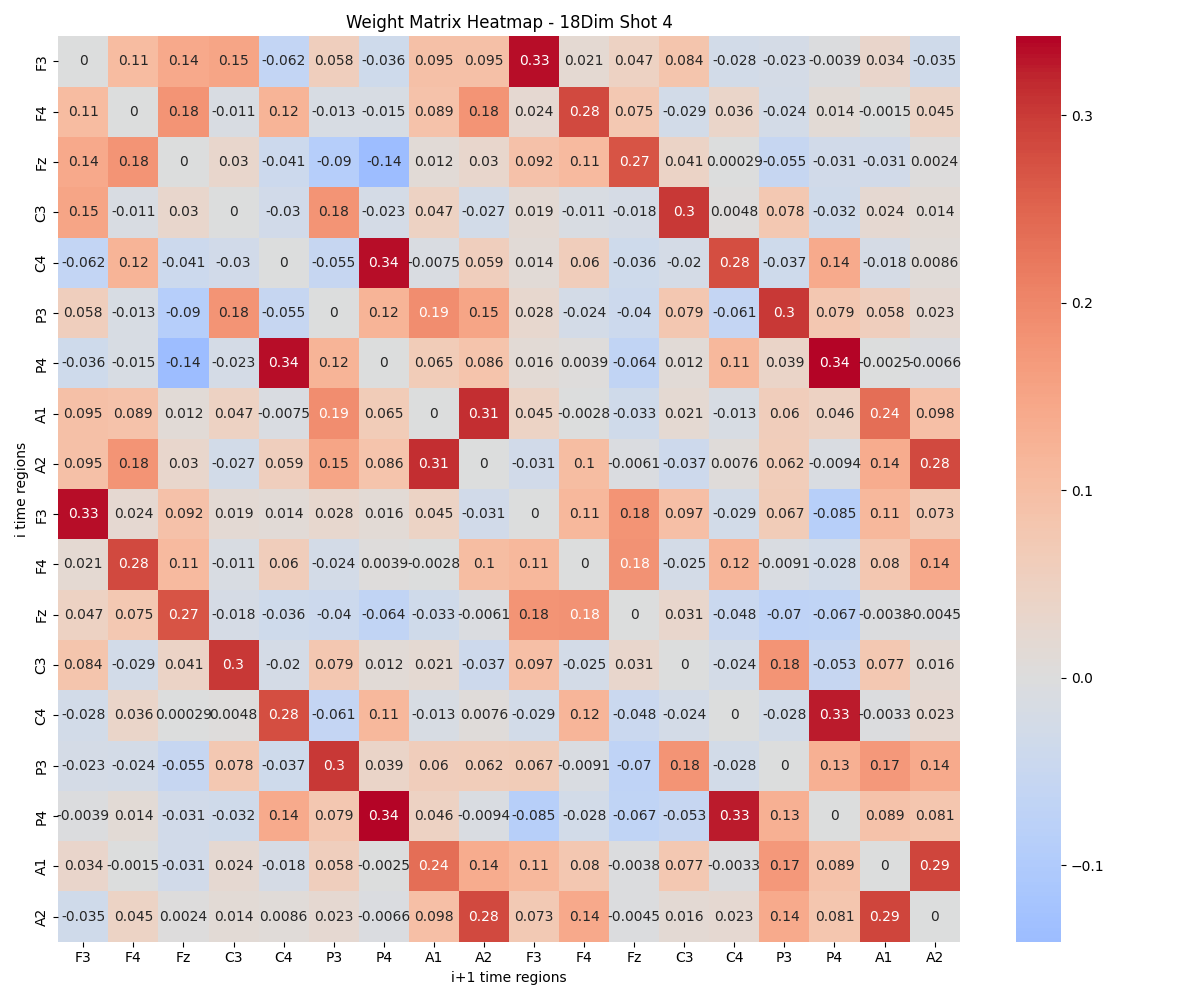 Weight Matrix Heatmap - 18Dim Shot 4
F3 0 0.11 0.14 0.15 -0.062 0.058 -0.036 0.095 0.095 0.33 0.021 0.047 0.084 -0.028 -0.023 -0.0039 0.034 -0.035
F4 0.11 0 0.18 -0.011 0.12 -0.013 -0.015 0.089 0.18 0.024 0.28 0.075 -0.029 0.036 -0.024 0.014 -0.0015 0.045
Fz 0.14 0.18 0 0.03 -0.041 -0.09 -0.14 0.012 0.03 0.092 0.11 0.27 0.041 0.00029 -0.055 -0.031 -0.031 0.0024
C3 0.15 -0.011 0.03 0 -0.03 0.18 -0.023 0.047 -0.027 0.019 -0.011 -0.018 0.3 0.0048 0.078 -0.032 0.024 0.014
C4 -0.062 0.12 -0.041 -0.03 0 -0.055 0.34 -0.0075 0.059 0.014 0.06 -0.036 -0.02 0.28 -0.037 0.14 -0.018 0.0086
P3 0.058 -0.013 -0.09 0.18 -0.055 0 0.12 0.19 0.15 0.028 -0.024 -0.04 0.079 -0.061 0.3 0.079 0.058 0.023
P4 -0.036 -0.015 -0.14 -0.023 0.34 0.12 0 0.065 0.086 0.016 0.0039 -0.064 0.012 0.11 0.039 0.34 -0.0025 -0.0066
A1 0.095 0.089 0.012 0.047 -0.0075 0.19 0.065 0 0.31 0.045 -0.0028 -0.033 0.021 -0.013 0.06 0.046 0.24 0.098
A2 0.095 0.18 0.03 -0.027 0.059 0.15 0.086 0.31 0 -0.031 0.1 -0.0061 -0.037 0.0076 0.062 -0.0094 0.14 0.28
F3 0.33 0.024 0.092 0.019 0.014 0.028 0.016 0.045 -0.031 0 0.11 0.18 0.097 -0.029 0.067 -0.085 0.11 0.073
F4 0.021 0.28 0.11 -0.011 0.06 -0.024 0.0039 -0.0028 0.1 0.11 0 0.18 -0.025 0.12 -0.0091 -0.028 0.08 0.14
Fz 0.047 0.075 0.27 -0.018 -0.036 -0.04 -0.064 -0.033 -0.0061 0.18 0.18 0 0.031 -0.048 -0.07 -0.067 -0.0038 -0.0045
C3 0.084 -0.029 0.041 0.3 -0.02 0.079 0.012 0.021 -0.037 0.097 -0.025 0.031 0 -0.024 0.18 -0.053 0.077 0.016
C4 -0.028 0.036 0.00029 0.0048 0.28 -0.061 0.11 -0.013 0.0076 -0.029 0.12 -0.048 -0.024 0 -0.028 0.33 -0.0033 0.023
P3 -0.023 -0.024 -0.055 0.078 -0.037 0.3 0.039 0.06 0.062 0.067 -0.0091 -0.07 0.18 -0.028 0 0.13 0.17 0.14
P4 -0.0039 0.014 -0.031 -0.032 0.14 0.079 0.34 0.046 -0.0094 -0.085 -0.028 -0.067 -0.053 0.33 0.13 0 0.089 0.081
A1 0.034 -0.0015 -0.031 0.024 -0.018 0.058 -0.0025 0.24 0.14 0.11 0.08 -0.0038 0.077 -0.0033 0.17 0.089 0 0.29
A2 -0.035 0.045 0.0024 0.014 0.0086 0.023 -0.0066 0.098 0.28 0.073 0.14 -0.0045 0.016 0.023 0.14 0.081 0.29 0
F3 F4 Fz C3 C4 P3 P4 A1 A2 F3 F4 Fz C3 C4 P3 P4 A1 A2
i+1 time regions
i time regions
0.3
0.2
0.1
0.0
−0.1